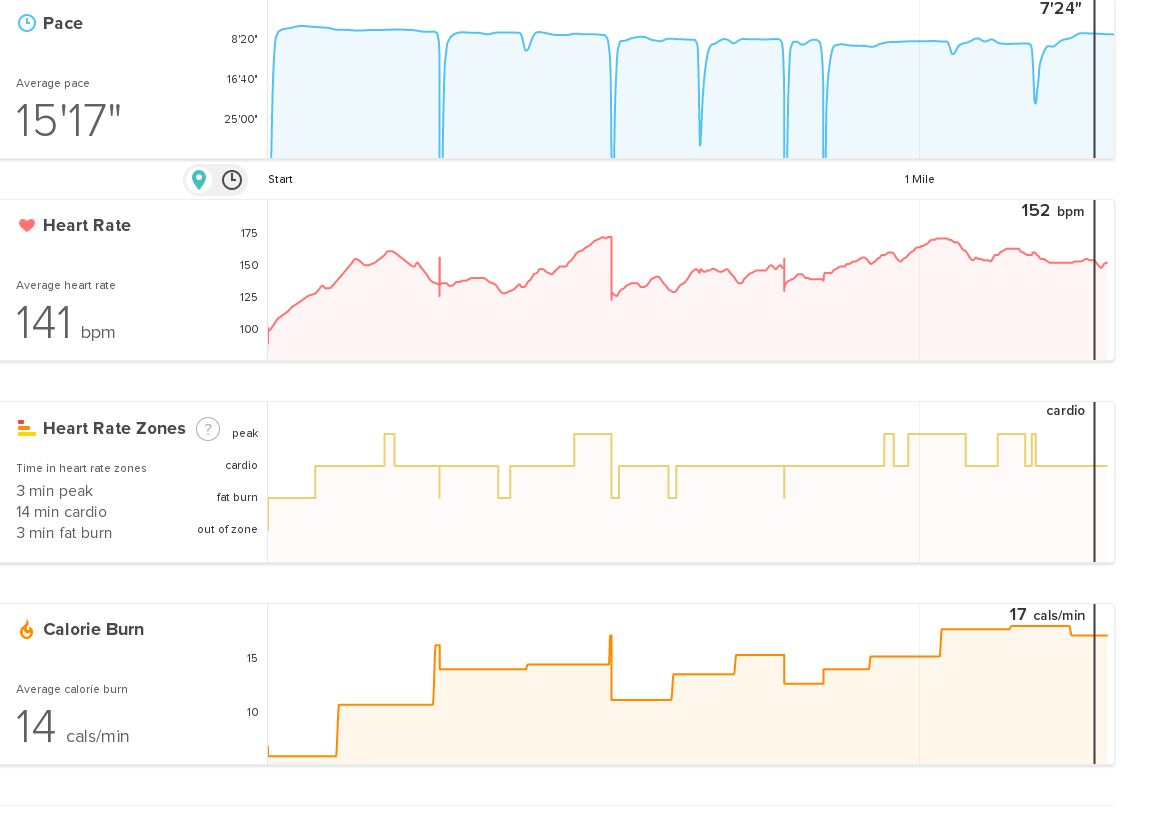 Pace
7'24"
8'20"
Average pace
16'40"
15'17"
25'00"
Start
1 Mile
Heart Rate
152 bpm
175
150
Average heart rate
125
141 bpm
100
Heart Rate Zones ?
cardio
peak
cardio
Time in heart rate zones
3 min peak
fat burn
14 min cardio
3 min fat burn
out of zone
Calorie Burn
17 cals/min
15
Average calorie burn
10
14 cals/min